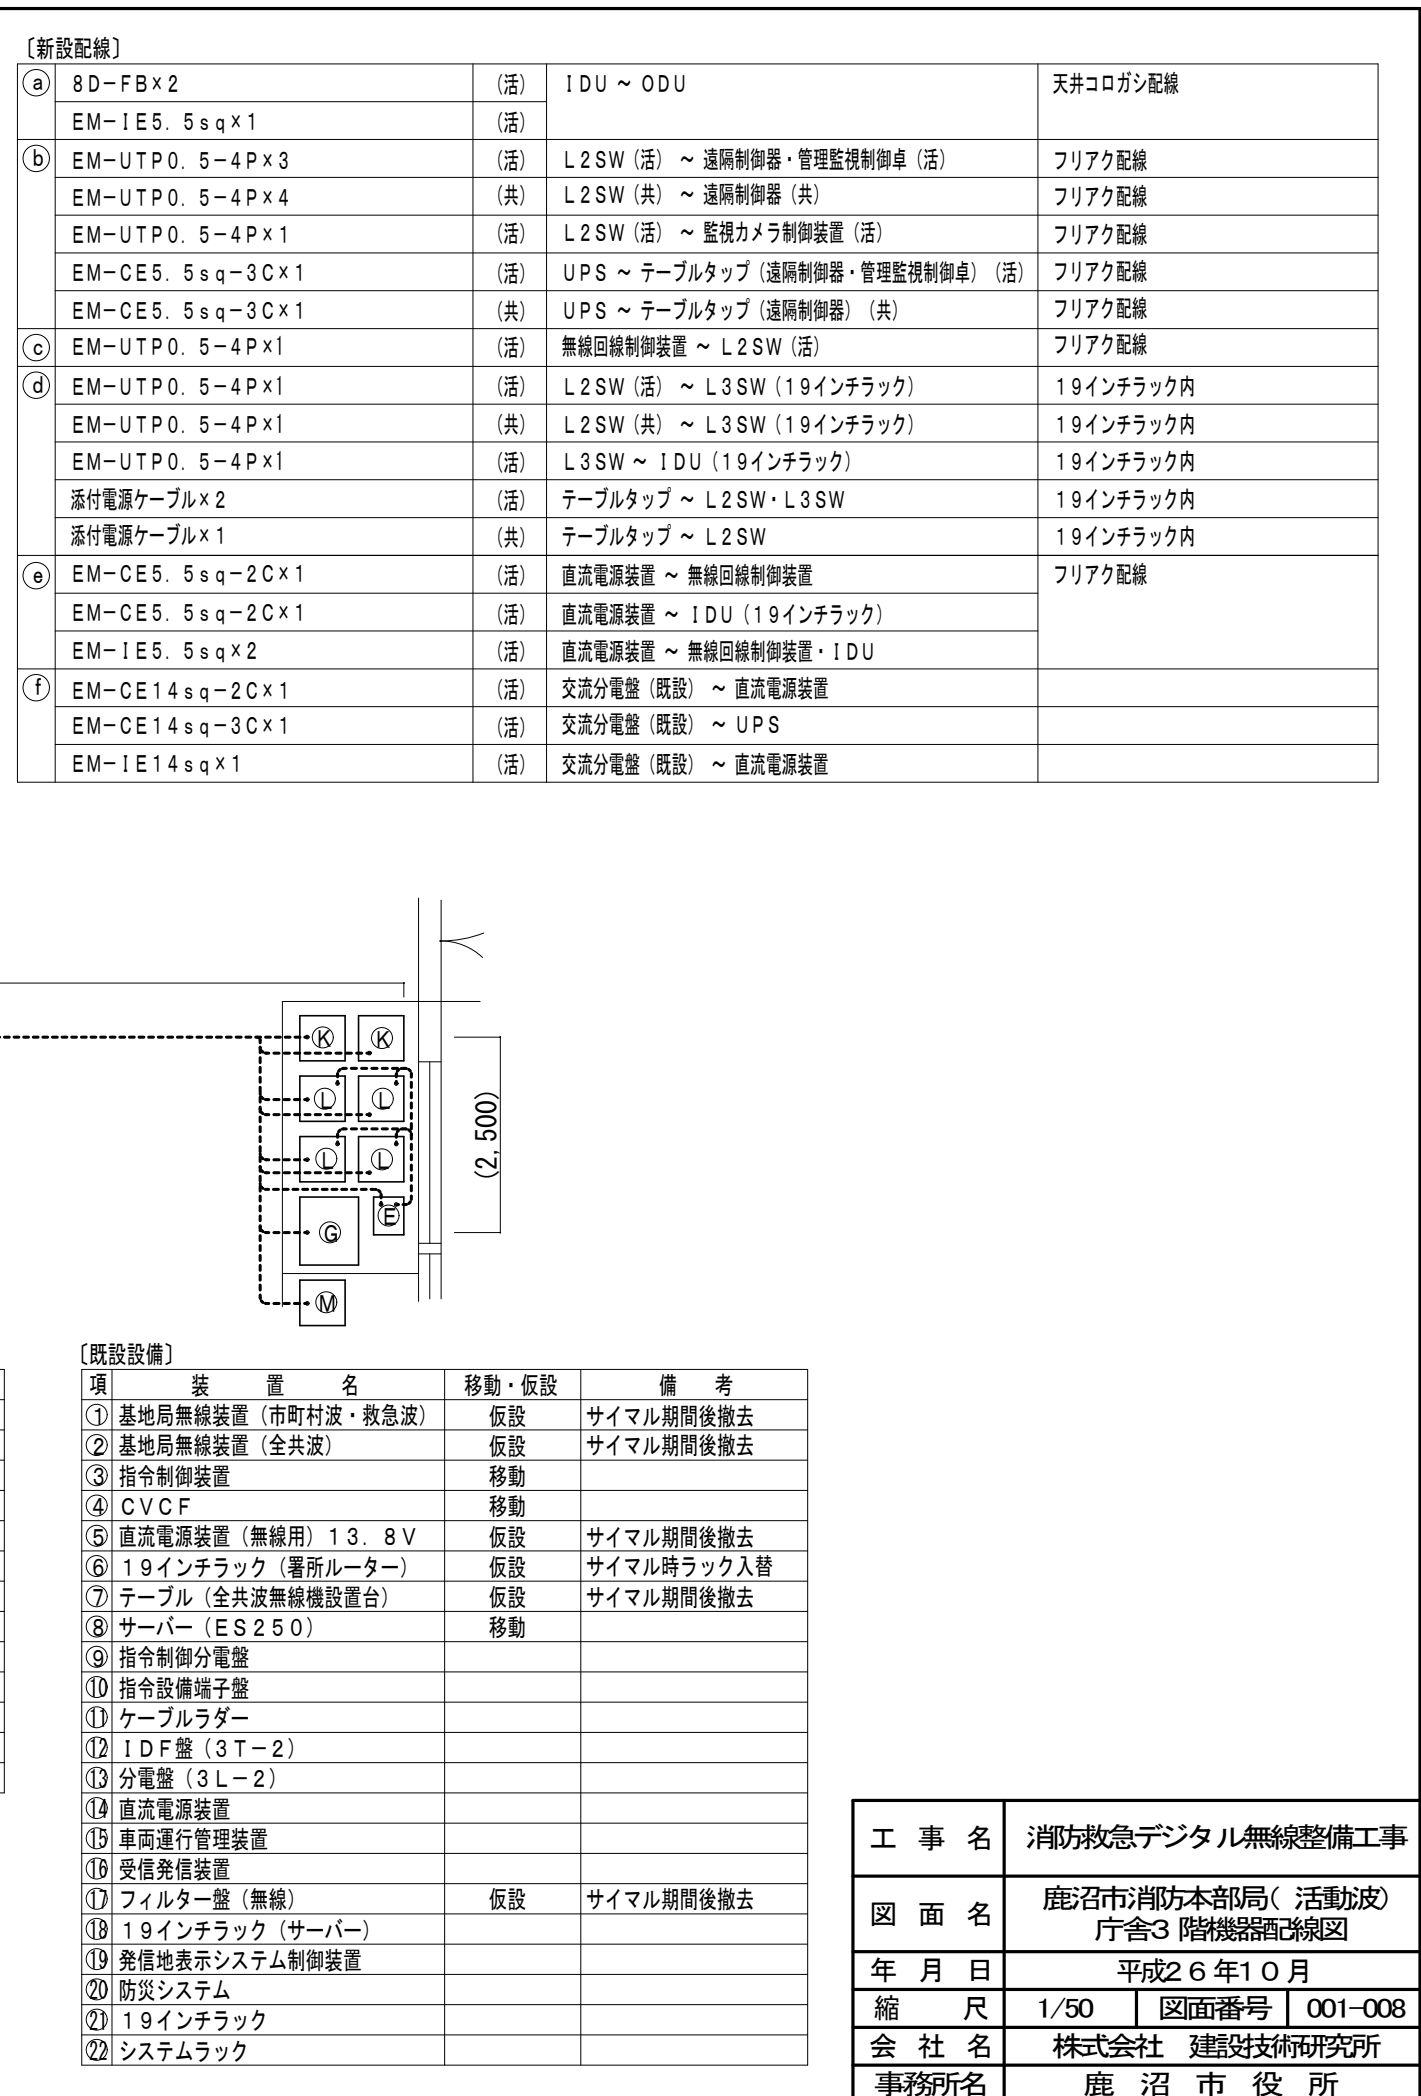 〔新設配線〕
ⓐ 8D－FB×2 (活) IDU ～ ODU 天井コロガシ配線
EM－IE5．5sq×1 (活)
ⓑ EM－UTP0．5－4P×3 (活) L2SW(活) ～ 遠隔制御器・管理監視制御卓(活) フリアク配線
EM－UTP0．5－4P×4 (共) L2SW(共) ～ 遠隔制御器(共) フリアク配線
EM－UTP0．5－4P×1 (活) L2SW(活) ～ 監視カメラ制御装置(活) フリアク配線
EM－CE5．5sq－3C×1 (活) UPS ～ テーブルタップ(遠隔制御器・管理監視制御卓)(活) フリアク配線
EM－CE5．5sq－3C×1 (共) UPS ～ テーブルタップ(遠隔制御器)(共) フリアク配線
ⓒ EM－UTP0．5－4P×1 (活) 無線回線制御装置 ～ L2SW(活) フリアク配線
ⓓ EM－UTP0．5－4P×1 (活) L2SW(活) ～ L3SW(19インチラック) 19インチラック内
EM－UTP0．5－4P×1 (共) L2SW(共) ～ L3SW(19インチラック) 19インチラック内
EM－UTP0．5－4P×1 (活) L3SW ～ IDU(19インチラック) 19インチラック内
添付電源ケーブル×2 (活) テーブルタップ ～ L2SW・L3SW 19インチラック内
添付電源ケーブル×1 (共) テーブルタップ ～ L2SW 19インチラック内
ⓔ EM－CE5．5sq－2C×1 (活) 直流電源装置 ～ 無線回線制御装置 フリアク配線
EM－CE5．5sq－2C×1 (活) 直流電源装置 ～ IDU(19インチラック)
EM－IE5．5sq×2 (活) 直流電源装置 ～ 無線回線制御装置・IDU
ⓕ EM－CE14sq－2C×1 (活) 交流分電盤(既設) ～ 直流電源装置
EM－CE14sq－3C×1 (活) 交流分電盤(既設) ～ UPS
EM－IE14sq×1 (活) 交流分電盤(既設) ～ 直流電源装置
Ⓚ Ⓚ
Ⓛ Ⓛ
Ⓛ Ⓛ
Ⓖ Ⓔ
Ⓜ
(2,500)
〔既設設備〕
項 装置名 移動・仮設 備考
① 基地局無線装置(市町村波・救急波) 仮設 サイマル期間後撤去
② 基地局無線装置(全共波) 仮設 サイマル期間後撤去
③ 指令制御装置 移動
④ CVCF 移動
⑤ 直流電源装置(無線用)13．8V 仮設 サイマル期間後撤去
⑥ 19インチラック(署所ルーター) 仮設 サイマル時ラック入替
⑦ テーブル(全共波無線機設置台) 仮設 サイマル期間後撤去
⑧ サーバー(ES250) 移動
⑨ 指令制御分電盤
⑩ 指令設備端子盤
⑪ ケーブルラダー
⑫ IDF盤(3T－2)
⑬ 分電盤(3L－2)
⑭ 直流電源装置
⑮ 車両運行管理装置
⑯ 受信発信装置
⑰ フィルター盤(無線) 仮設 サイマル期間後撤去
⑱ 19インチラック(サーバー)
⑲ 発信地表示システム制御装置
⑳ 防災システム
㉑ 19インチラック
㉒ システムラック
工事名 消防救急デジタル無線整備工事
図面名 鹿沼市消防本部局(活動波)
庁舎3階機器配線図
年月日 平成26年10月
縮尺 1/50 図面番号 001-008
会社名 株式会社 建設技術研究所
事務所名 鹿沼市役所